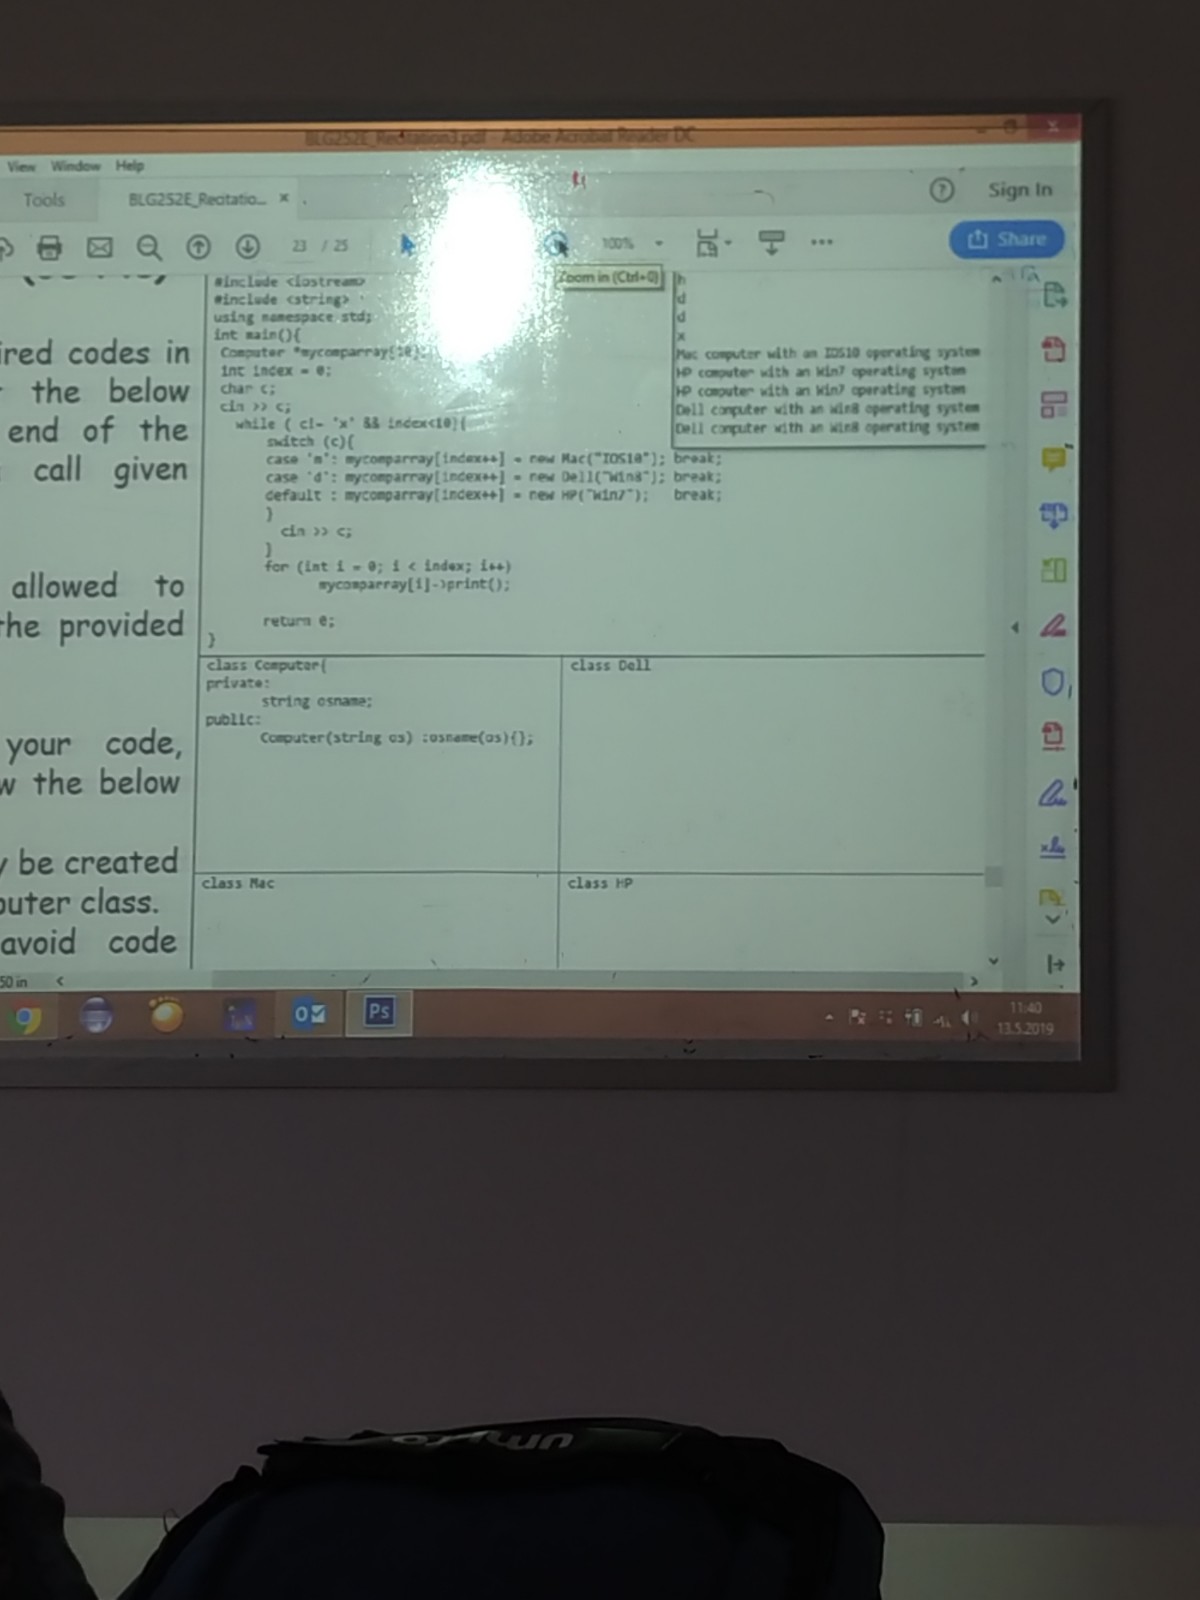 BLG252E_Recitation3.pdf - Adobe Acrobat Reader DC
View Window Help
Tools BLG252E_Recitatio... × Sign In
23 / 25 100% Share
Zoom in (Ctrl+0)
#include <iostream>
#include <string>
using namespace std;
int main(){
Computer *mycomparray[10];
int index = 0;
char c;
cin >> c;
while ( c!= 'x' && index<10){
switch (c){
case 'm': mycomparray[index++] = new Mac("IOS10"); break;
case 'd': mycomparray[index++] = new Dell("Win8"); break;
default : mycomparray[index++] = new HP("Win7"); break;
}
cin >> c;
}
for (int i = 0; i < index; i++)
mycomparray[i]->print();
return 0;
}
h
d
d
x
Mac computer with an IOS10 operating system
HP computer with an Win7 operating system
HP computer with an Win7 operating system
Dell computer with an Win8 operating system
Dell computer with an Win8 operating system
ired codes in
the below
end of the
call given
allowed to
the provided
your code,
w the below
y be created
puter class.
avoid code
class Computer{
private:
string osname;
public:
Computer(string os) :osname(os){};
class Dell
class Mac
class HP
50 in
Ps
11:40
13.5.2019
umbro